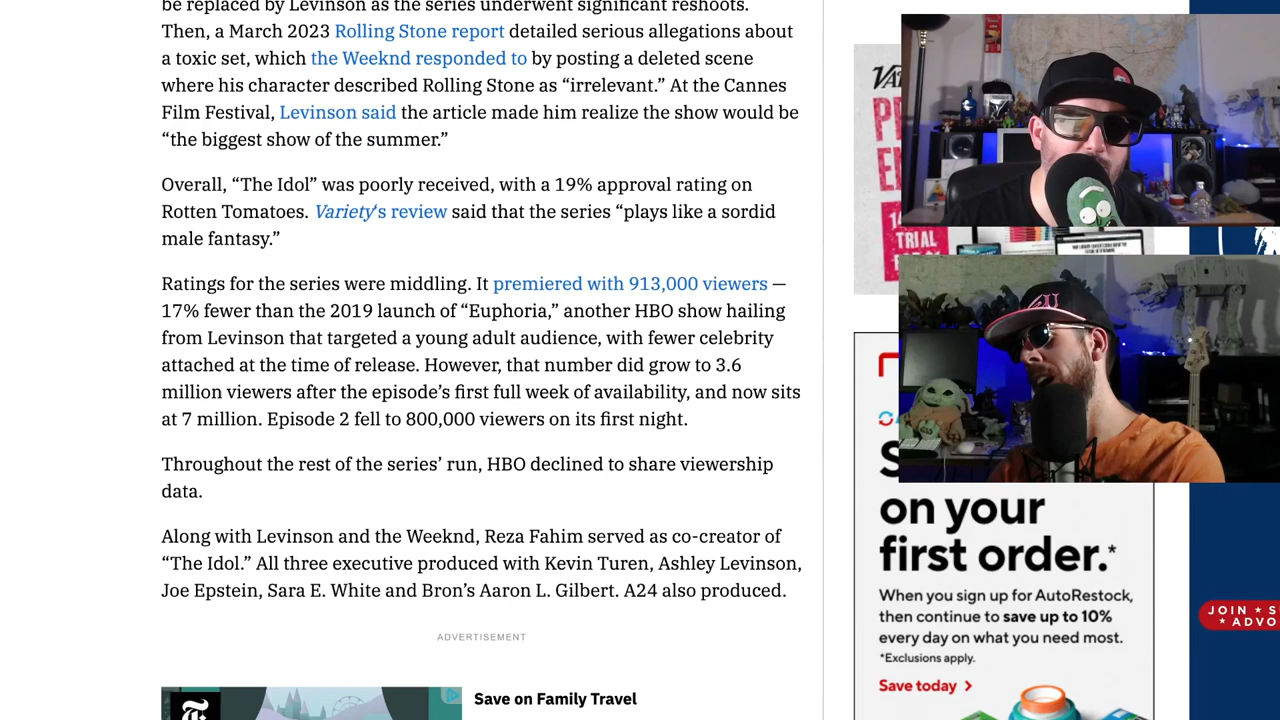 be replaced by Levinson as the series underwent significant reshoots.
Then, a March 2023 Rolling Stone report detailed serious allegations about
a toxic set, which the Weeknd responded to by posting a deleted scene
where his character described Rolling Stone as “irrelevant.” At the Cannes
Film Festival, Levinson said the article made him realize the show would be
“the biggest show of the summer.”
Overall, “The Idol” was poorly received, with a 19% approval rating on
Rotten Tomatoes. Variety's review said that the series “plays like a sordid
male fantasy.”
Ratings for the series were middling. It premiered with 913,000 viewers —
17% fewer than the 2019 launch of “Euphoria,” another HBO show hailing
from Levinson that targeted a young adult audience, with fewer celebrity
attached at the time of release. However, that number did grow to 3.6
million viewers after the episode’s first full week of availability, and now sits
at 7 million. Episode 2 fell to 800,000 viewers on its first night.
Throughout the rest of the series’ run, HBO declined to share viewership
data.
Along with Levinson and the Weeknd, Reza Fahim served as co-creator of
“The Idol.” All three executive produced with Kevin Turen, Ashley Levinson,
Joe Epstein, Sara E. White and Bron’s Aaron L. Gilbert. A24 also produced.
ADVERTISEMENT
Save on Family Travel
TRIAL
on your
first order.*
When you sign up for AutoRestock,
then continue to save up to 10%
every day on what you need most.
*Exclusions apply.
Save today >
JOIN ★ S
★ ADVO